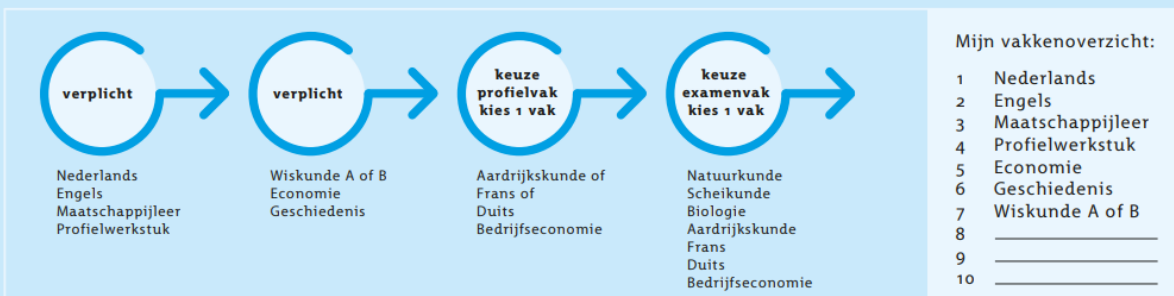 verplicht
Nederlands
Engels
Maatschappijleer
Profielwerkstuk
verplicht
Wiskunde A of B
Economie
Geschiedenis
keuze
profielvak
kies 1 vak
Aardrijkskunde of
Frans of
Duits
Bedrijfseconomie
keuze
examenvak
kies 1 vak
Natuurkunde
Scheikunde
Biologie
Aardrijkskunde
Frans
Duits
Bedrijfseconomie
Mijn vakkenoverzicht:
1 Nederlands
2 Engels
3 Maatschappijleer
4 Profielwerkstuk
5 Economie
6 Geschiedenis
7 Wiskunde A of B
8
9
10